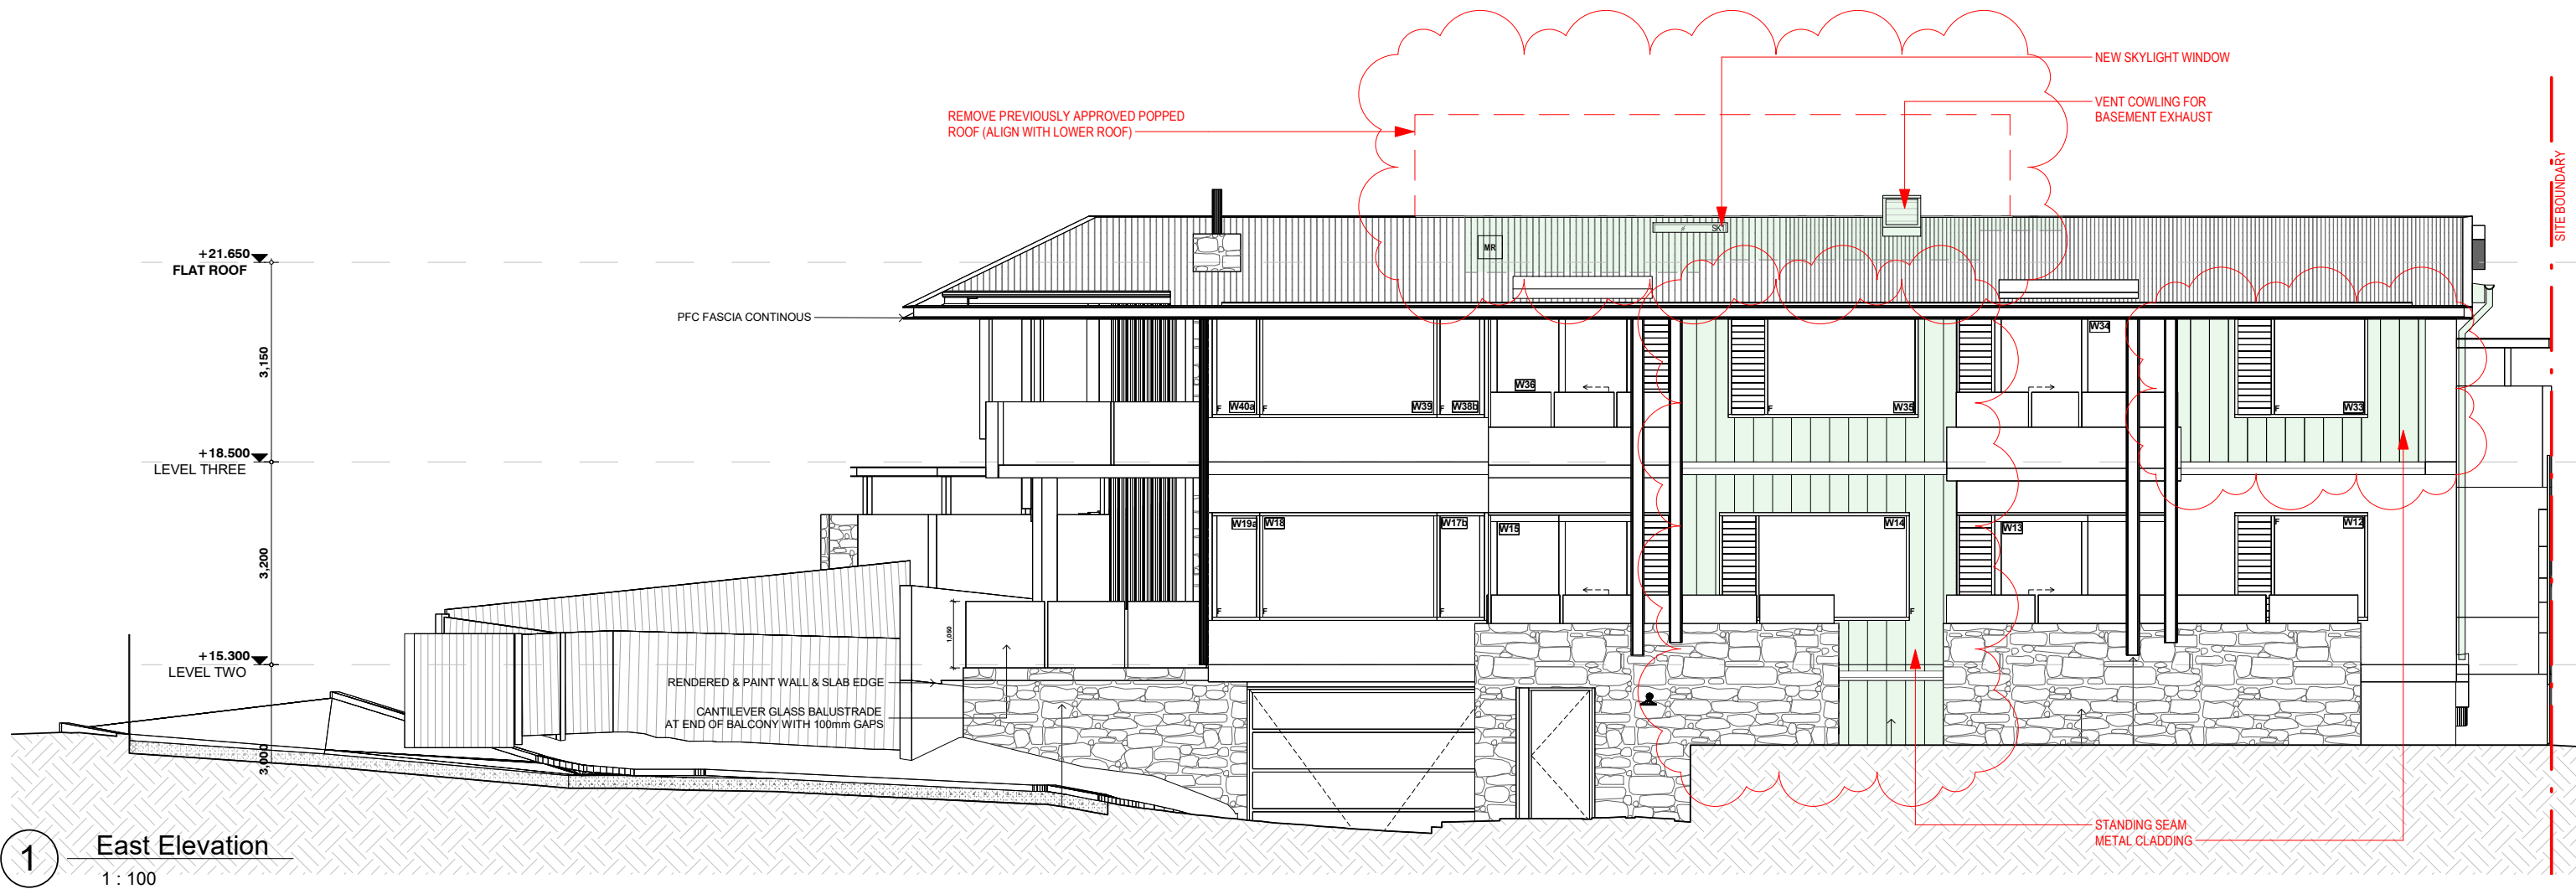 NEW SKYLIGHT WINDOW
VENT COWLING FOR
BASEMENT EXHAUST
REMOVE PREVIOUSLY APPROVED POPPED
ROOF (ALIGN WITH LOWER ROOF)
SITE BOUNDARY
MR
SK
+21.650
FLAT ROOF
PFC FASCIA CONTINOUS
3,150
W34
W36
F
W40a
F
W39
F
W38b
F
W35
F
W33
+18.500
LEVEL THREE
W19a
W18
W17b
W15
W14
W13
F
W12
3,200
F
F
F
F
1,050
+15.300
LEVEL TWO
RENDERED & PAINT WALL & SLAB EDGE
CANTILEVER GLASS BALUSTRADE
AT END OF BALCONY WITH 100mm GAPS
3,000
STANDING SEAM
METAL CLADDING
1
East Elevation
1 : 100